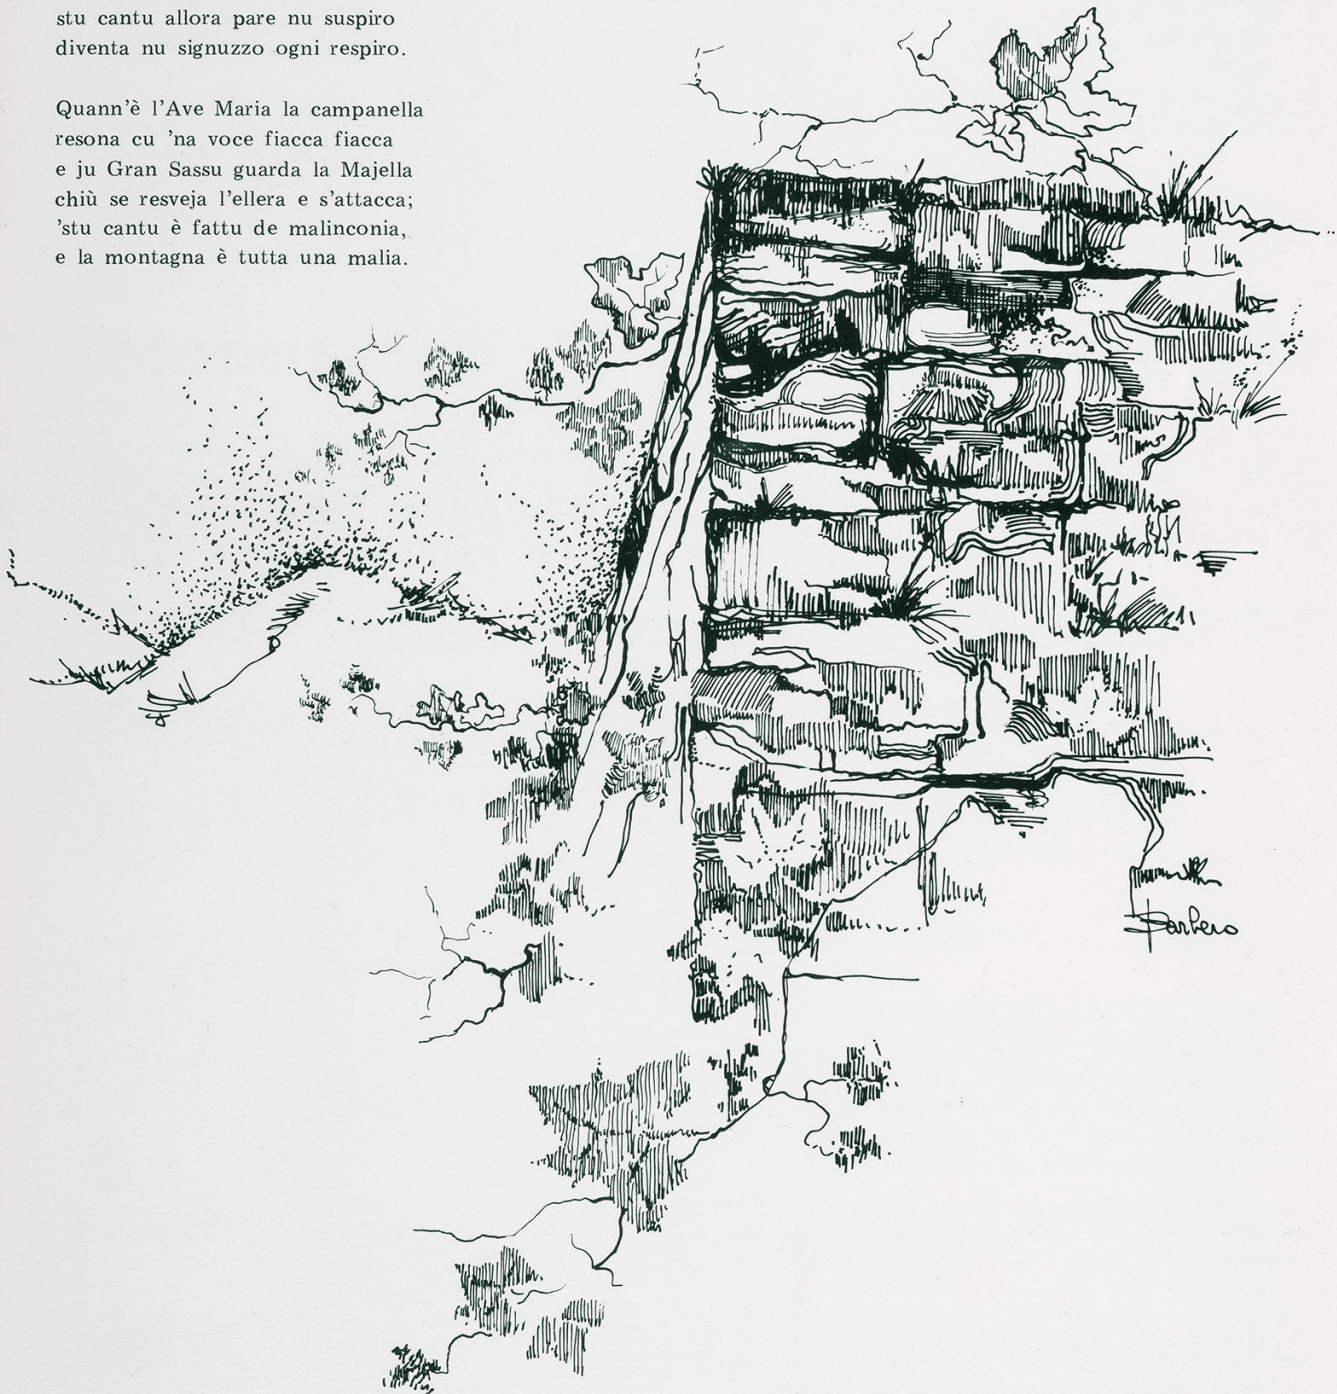 stu cantu allora pare nu suspiro
diventa nu signuzzo ogni respiro.

Quann'è l'Ave Maria la campanella
resona cu 'na voce fiacca fiacca
e ju Gran Sassu guarda la Majella
chiù se resveja l'ellera e s'attacca;
'stu cantu è fattu de malinconia,
e la montagna è tutta una malia.
Barbero